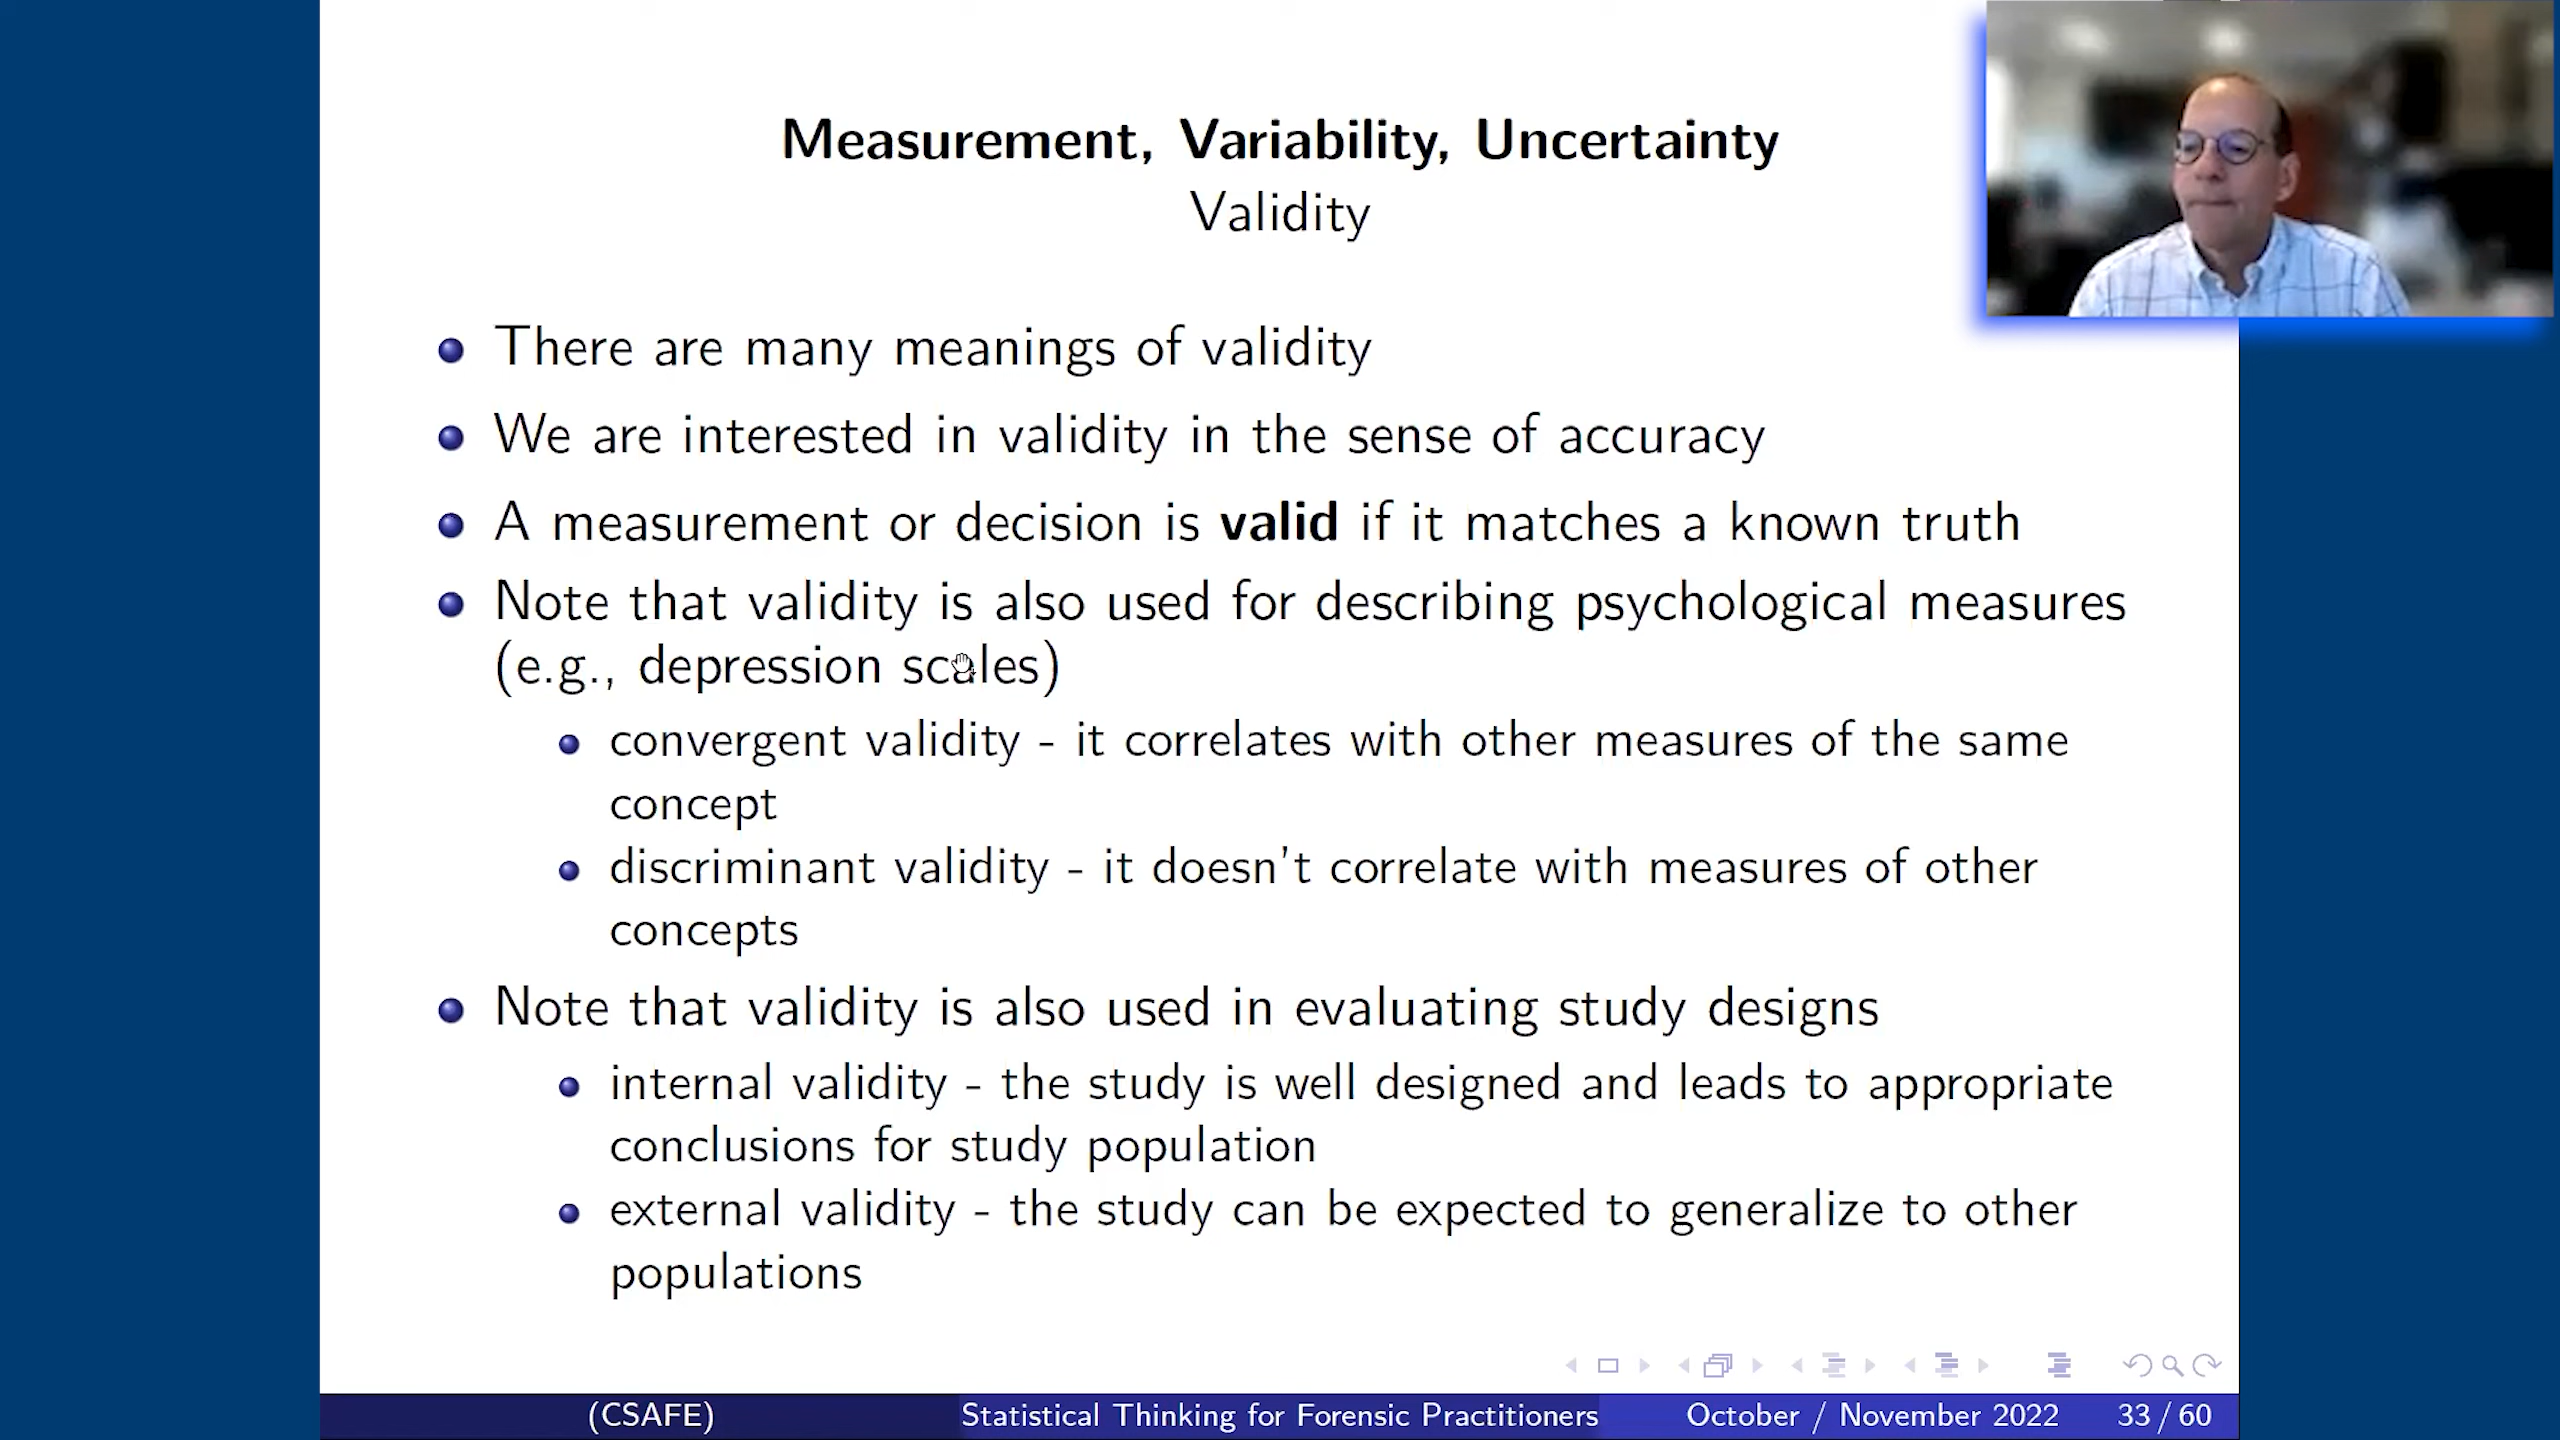 Measurement, Variability, Uncertainty
Validity
There are many meanings of validity
We are interested in validity in the sense of accuracy
A measurement or decision is valid if it matches a known truth
Note that validity is also used for describing psychological measures
(e.g., depression scales)
convergent validity - it correlates with other measures of the same
concept
discriminant validity - it doesn't correlate with measures of other
concepts
Note that validity is also used in evaluating study designs
internal validity - the study is well designed and leads to appropriate
conclusions for study population
external validity - the study can be expected to generalize to other
populations
(CSAFE) Statistical Thinking for Forensic Practitioners October / November 2022 33 / 60